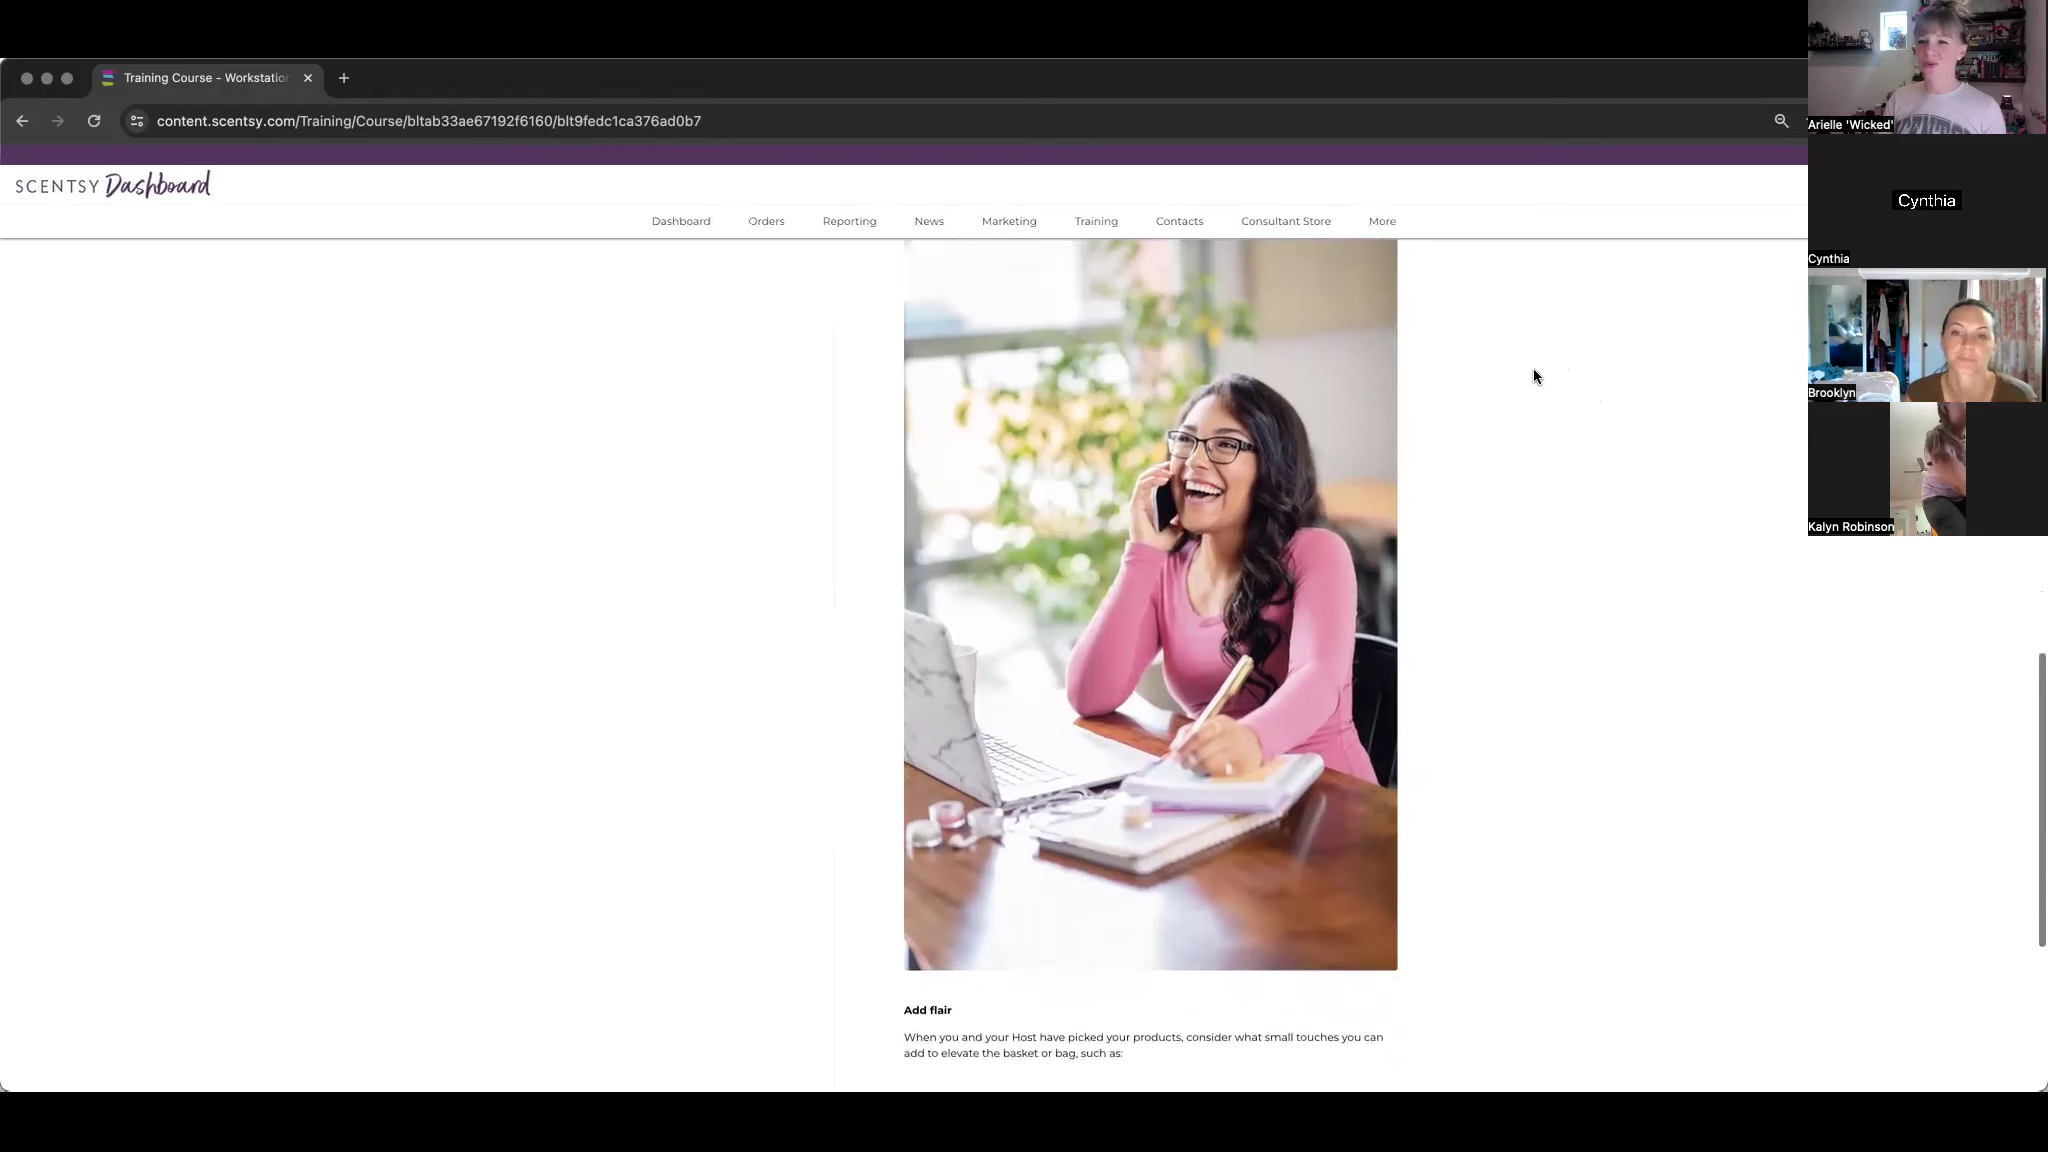 Training Course - Workstation
content.scentsy.com/Training/Course/bltab33ae67192f6160/blt9fedc1ca376ad0b7
SCENTSY Dashboard
Dashboard Orders Reporting News Marketing Training Contacts Consultant Store More
Arielle 'Wicked'
Cynthia
Cynthia
Brooklyn
Kalyn Robinson
Add flair
When you and your Host have picked your products, consider what small touches you can
add to elevate the basket or bag, such as: